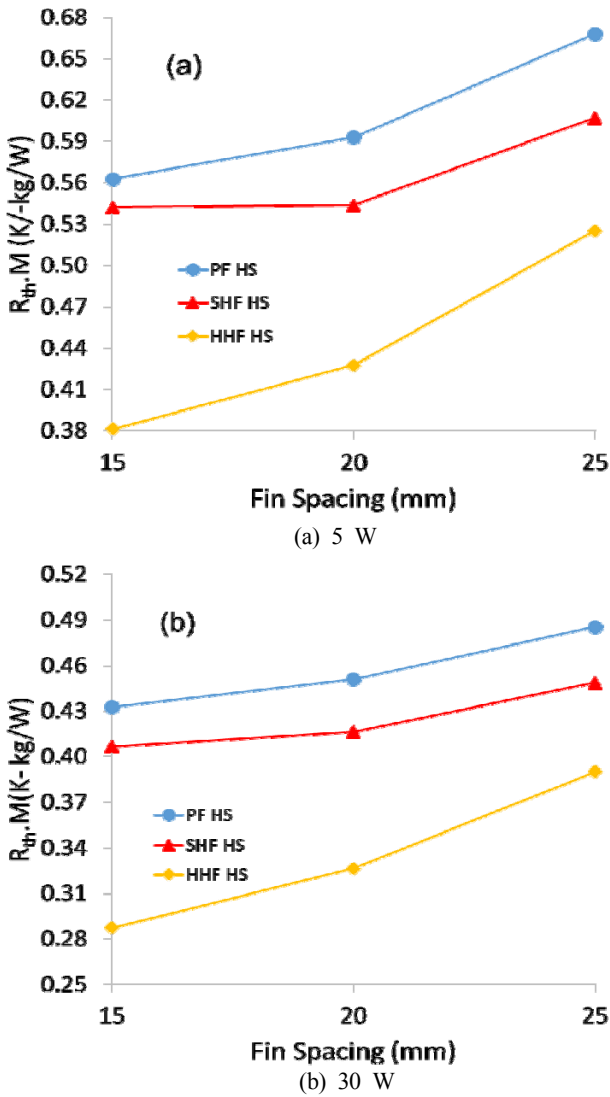 0.68
0.65
0.62
0.59
0.56
0.53
0.50
0.47
0.44
0.41
0.38
R_th.M (K/-kg/W)
(a)
PF HS
SHF HS
HHF HS
15 20 25
Fin Spacing (mm)
(a) 5 W
0.52
0.49
0.46
0.43
0.40
0.37
0.34
0.31
0.28
0.25
R_th.M(K- kg/W)
(b)
PF HS
SHF HS
HHF HS
15 20 25
Fin Spacing (mm)
(b) 30 W